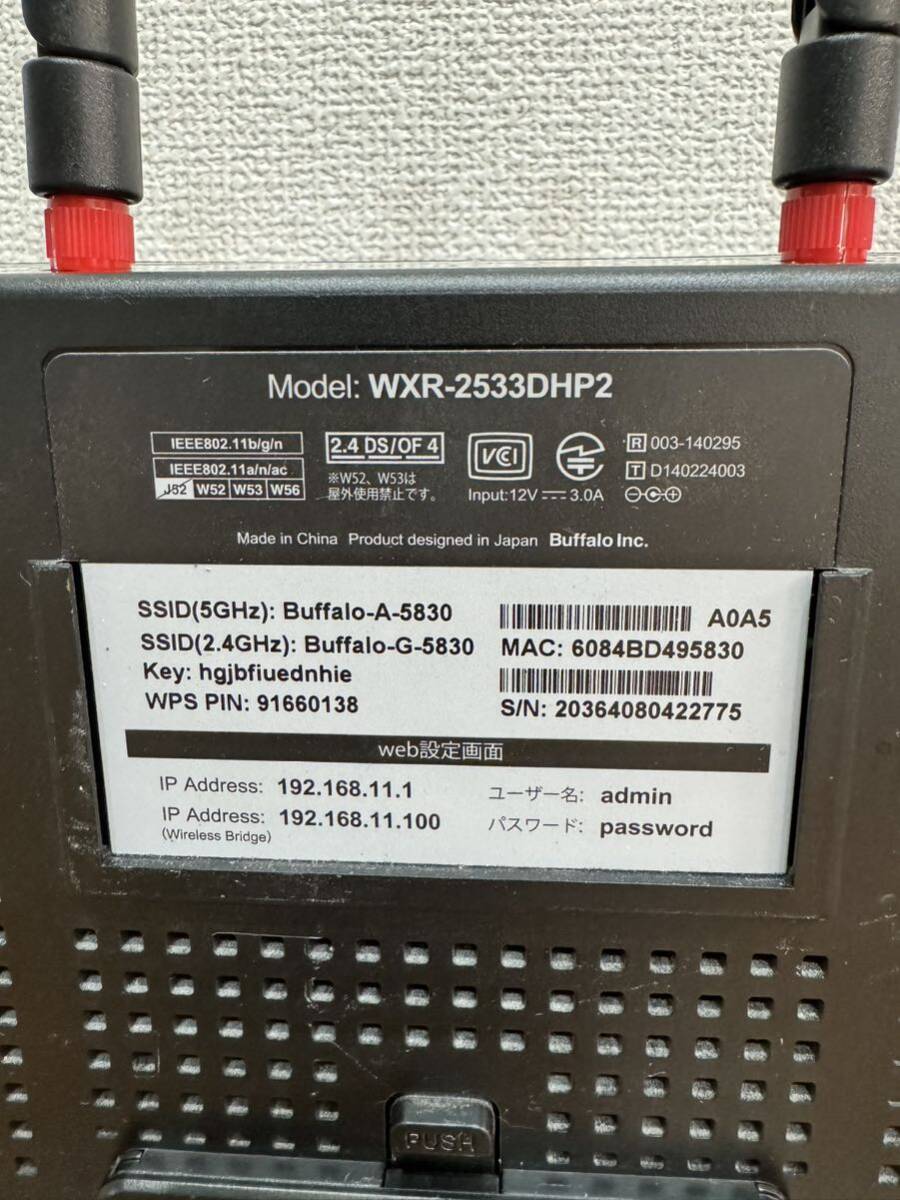 Model: WXR-2533DHP2
IEEE802.11b/g/n
IEEE802.11a/n/ac
J52 W52 W53 W56
2.4 DS/OF 4
※W52、W53は
屋外使用禁止です。
VCI
Input:12V 3.0A
R 003-140295
T D140224003
Made in China Product designed in Japan Buffalo Inc.
SSID(5GHz): Buffalo-A-5830
SSID(2.4GHz): Buffalo-G-5830
Key: hgjbfiuednhie
WPS PIN: 91660138
A0A5
MAC: 6084BD495830
S/N: 20364080422775
web設定画面
IP Address: 192.168.11.1
IP Address: 192.168.11.100
(Wireless Bridge)
ユーザー名: admin
パスワード: password
PUSH